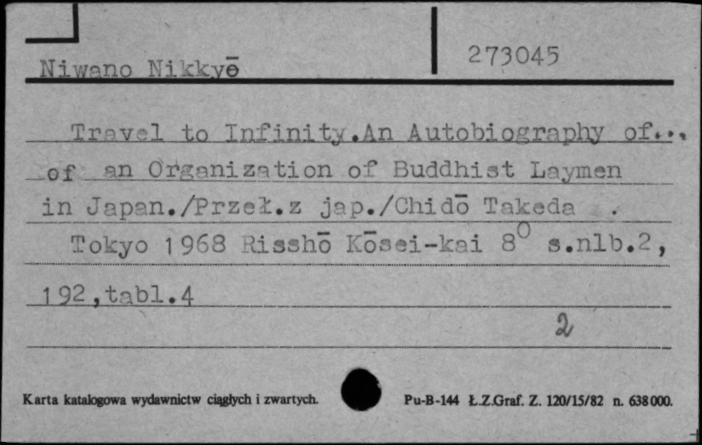 273045
Niwano Nikkyō
Travel to Infinity.An Autobiography of...
of an Organization of Buddhist Laymen
in Japan./Przeł.z jap./Chidō Takeda .
Tokyo 1968 Risshō Kōsei-kai 8° s.nlb.2,
192,tabl.4
2
Karta katalogowa wydawnictw ciągłych i zwartych.
Pu-B-144 Ł.Z.Graf. Z. 120/15/82 n. 638000.